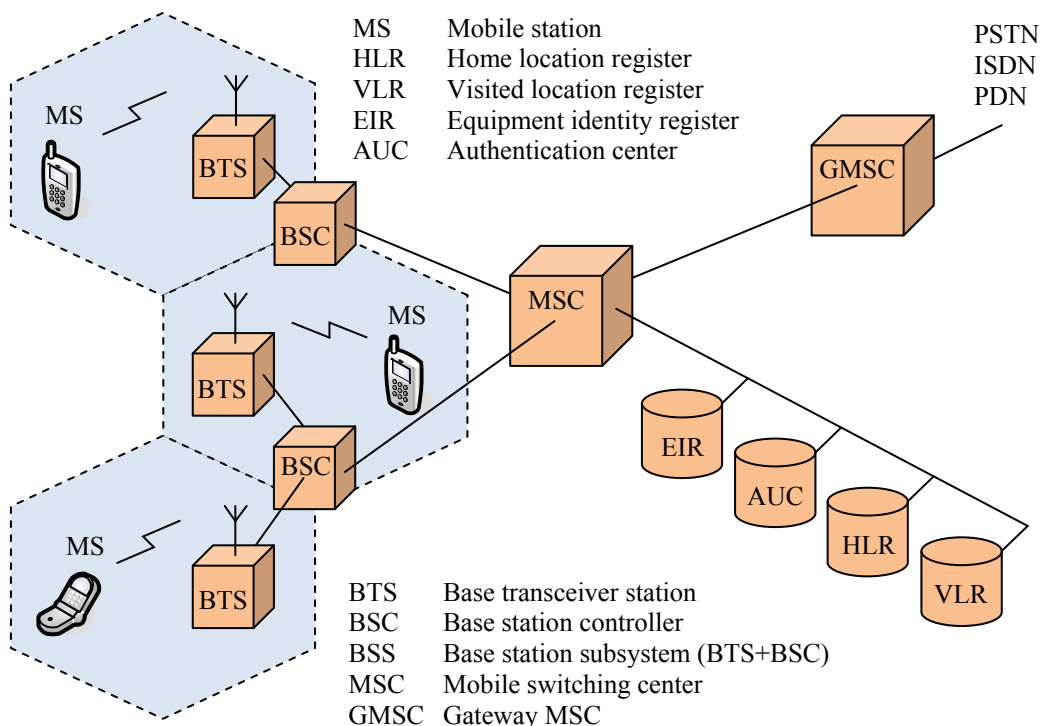 MS Mobile station
HLR Home location register
VLR Visited location register
EIR Equipment identity register
AUC Authentication center
PSTN
ISDN
PDN
MS
BTS
BSC
GMSC
MSC
MS
BTS
BSC
EIR
AUC
HLR
VLR
MS
BTS
BTS Base transceiver station
BSC Base station controller
BSS Base station subsystem (BTS+BSC)
MSC Mobile switching center
GMSC Gateway MSC